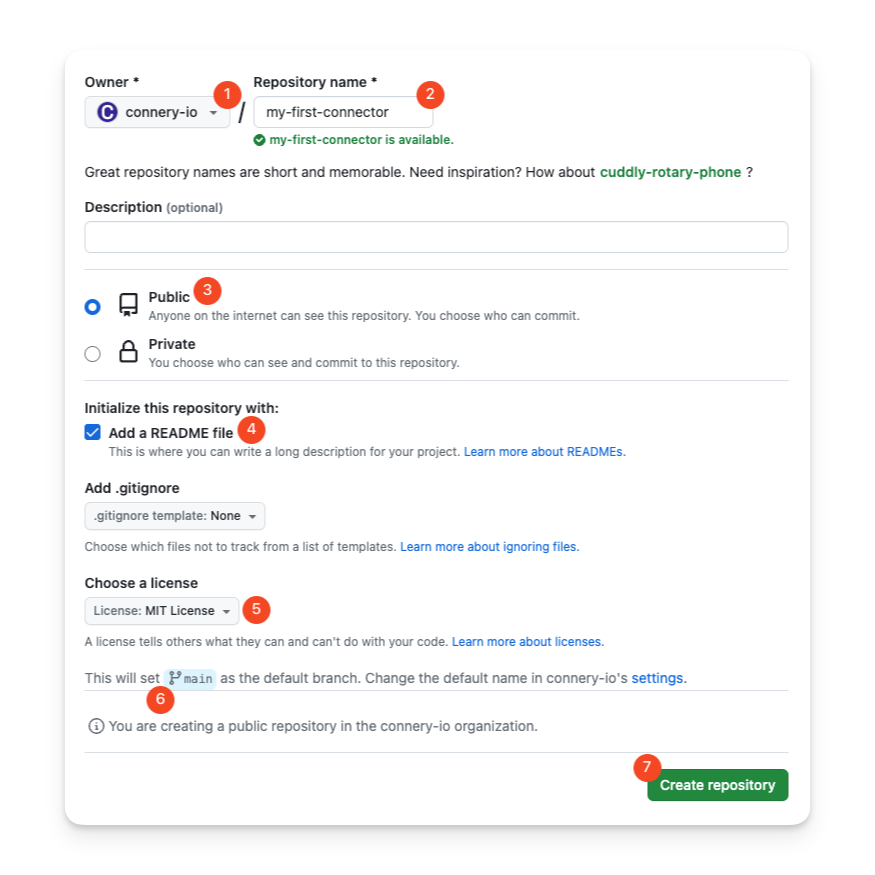 Owner * 1 Repository name * 2
C connery-io / my-first-connector
my-first-connector is available.
Great repository names are short and memorable. Need inspiration? How about cuddly-rotary-phone ?
Description (optional)
Public 3
Anyone on the internet can see this repository. You choose who can commit.
Private
You choose who can see and commit to this repository.
Initialize this repository with:
Add a README file 4
This is where you can write a long description for your project. Learn more about READMEs.
Add .gitignore
.gitignore template: None
Choose which files not to track from a list of templates. Learn more about ignoring files.
Choose a license
License: MIT License 5
A license tells others what they can and can't do with your code. Learn more about licenses.
This will set main as the default branch. Change the default name in connery-io's settings.
6
You are creating a public repository in the connery-io organization.
7
Create repository